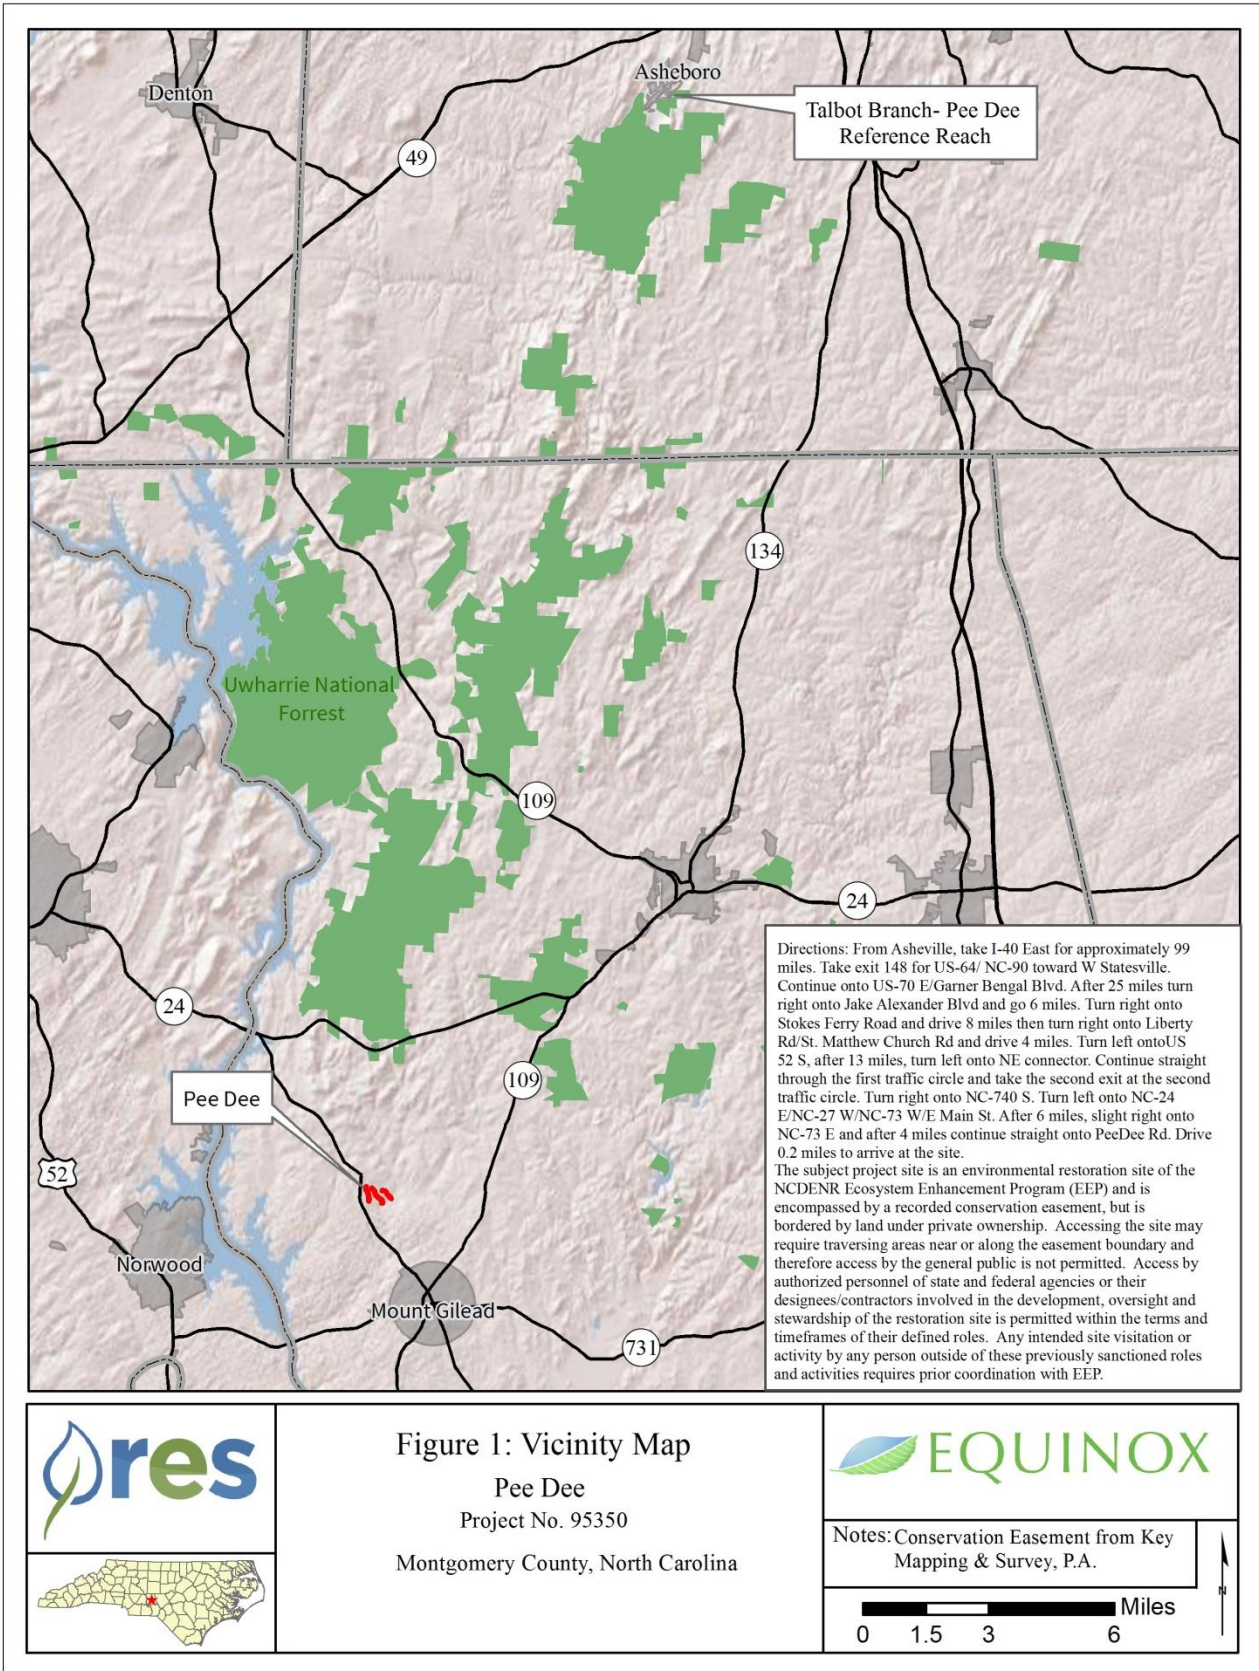 Denton
Asheboro
Talbot Branch- Pee Dee
Reference Reach
49
134
Uwharrie National
Forrest
109
24
24
Directions: From Asheville, take I-40 East for approximately 99
miles. Take exit 148 for US-64/ NC-90 toward W Statesville.
Continue onto US-70 E/Garner Bengal Blvd. After 25 miles turn
right onto Jake Alexander Blvd and go 6 miles. Turn right onto
Stokes Ferry Road and drive 8 miles then turn right onto Liberty
Rd/St. Matthew Church Rd and drive 4 miles. Turn left ontoUS
52 S, after 13 miles, turn left onto NE connector. Continue straight
through the first traffic circle and take the second exit at the second
traffic circle. Turn right onto NC-740 S. Turn left onto NC-24
E/NC-27 W/NC-73 W/E Main St. After 6 miles, slight right onto
NC-73 E and after 4 miles continue straight onto PeeDee Rd. Drive
0.2 miles to arrive at the site.
The subject project site is an environmental restoration site of the
NCDENR Ecosystem Enhancement Program (EEP) and is
encompassed by a recorded conservation easement, but is
bordered by land under private ownership. Accessing the site may
require traversing areas near or along the easement boundary and
therefore access by the general public is not permitted. Access by
authorized personnel of state and federal agencies or their
designees/contractors involved in the development, oversight and
stewardship of the restoration site is permitted within the terms and
timeframes of their defined roles. Any intended site visitation or
activity by any person outside of these previously sanctioned roles
and activities requires prior coordination with EEP.
109
Pee Dee
52
Norwood
Mount Gilead
731
res
Figure 1: Vicinity Map
Pee Dee
Project No. 95350
Montgomery County, North Carolina
EQUINOX
Notes: Conservation Easement from Key
Mapping & Survey, P.A.
N
Miles
0 1.5 3 6